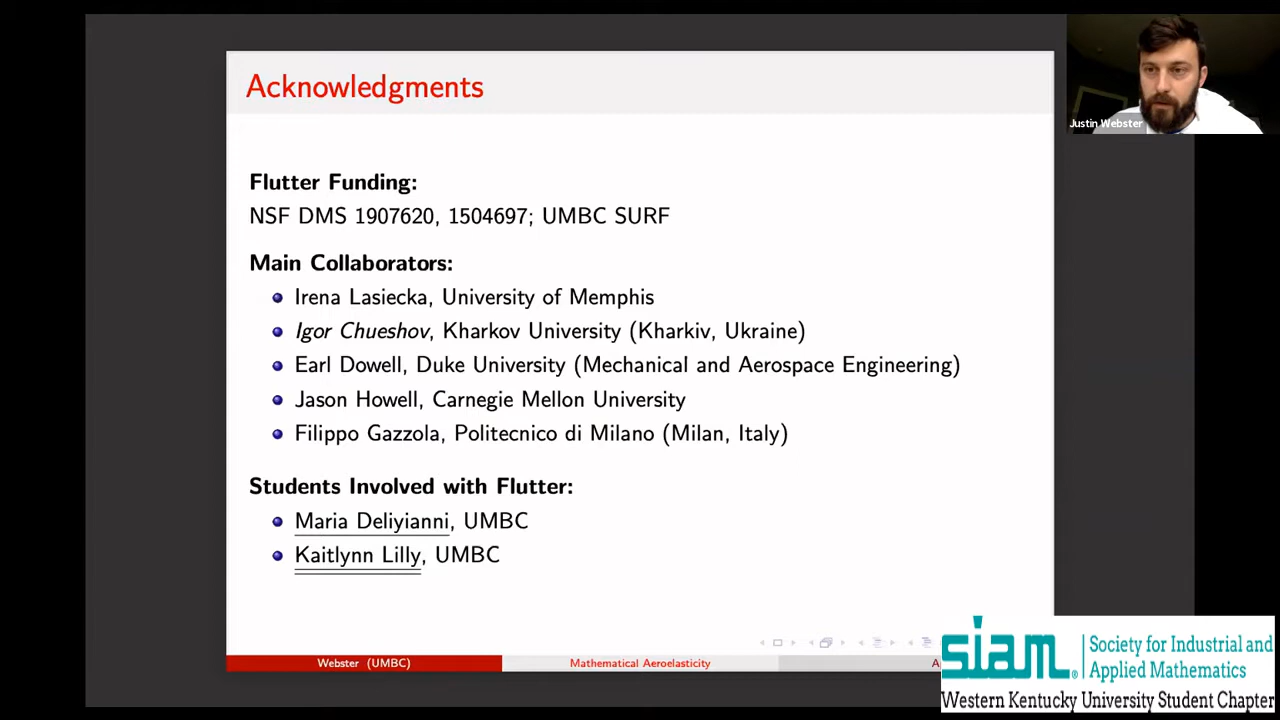 Acknowledgments
Justin Webster
Flutter Funding:
NSF DMS 1907620, 1504697; UMBC SURF
Main Collaborators:
Irena Lasiecka, University of Memphis
Igor Chueshov, Kharkov University (Kharkiv, Ukraine)
Earl Dowell, Duke University (Mechanical and Aerospace Engineering)
Jason Howell, Carnegie Mellon University
Filippo Gazzola, Politecnico di Milano (Milan, Italy)
Students Involved with Flutter:
Maria Deliyianni, UMBC
Kaitlynn Lilly, UMBC
Webster (UMBC)
Mathematical Aeroelasticity
siam.® Society for Industrial and
Applied Mathematics
Western Kentucky University Student Chapter